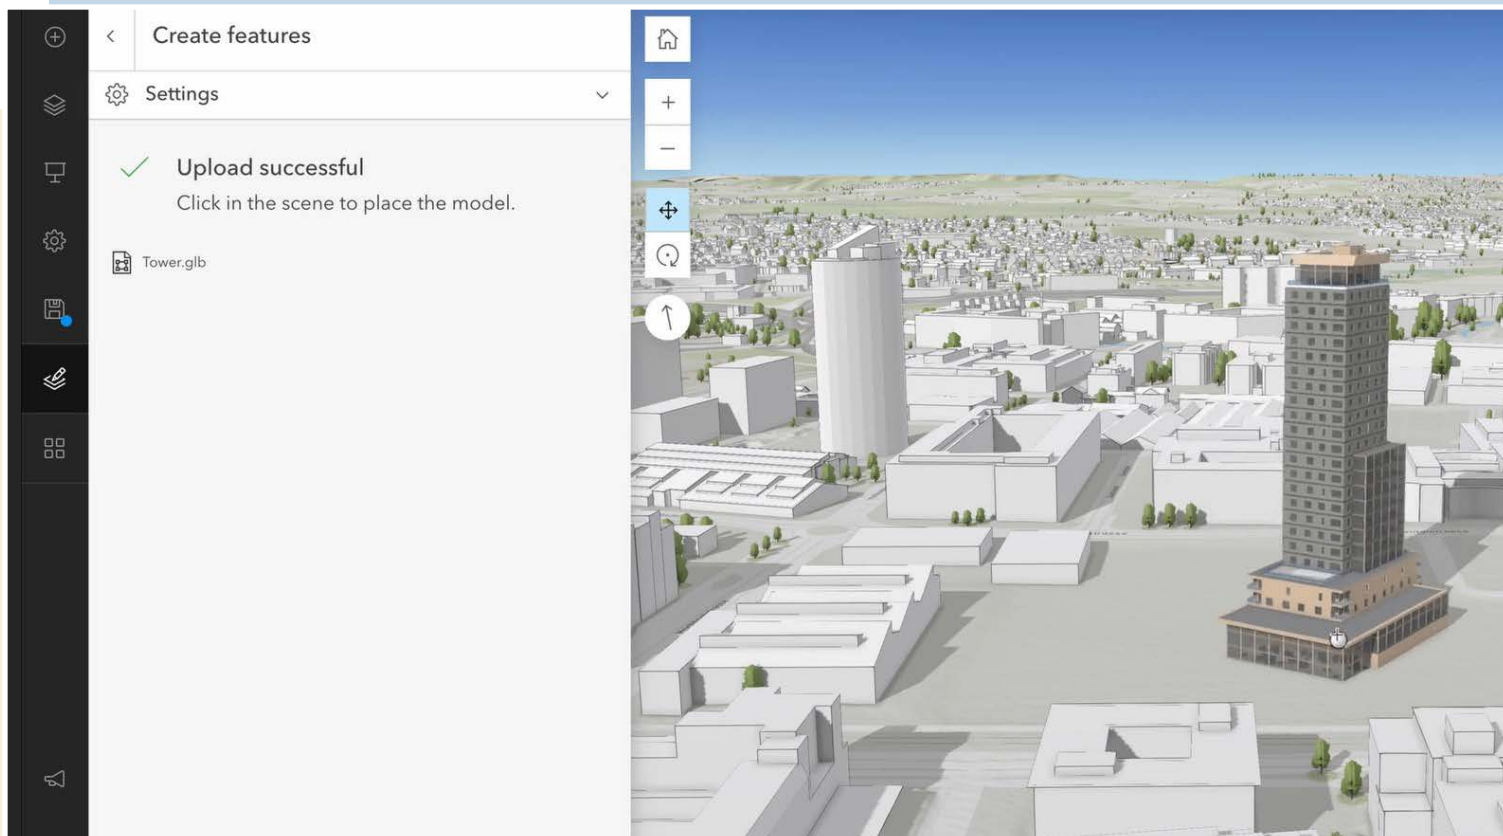 Create features
Settings
Upload successful
Click in the scene to place the model.
Tower.glb